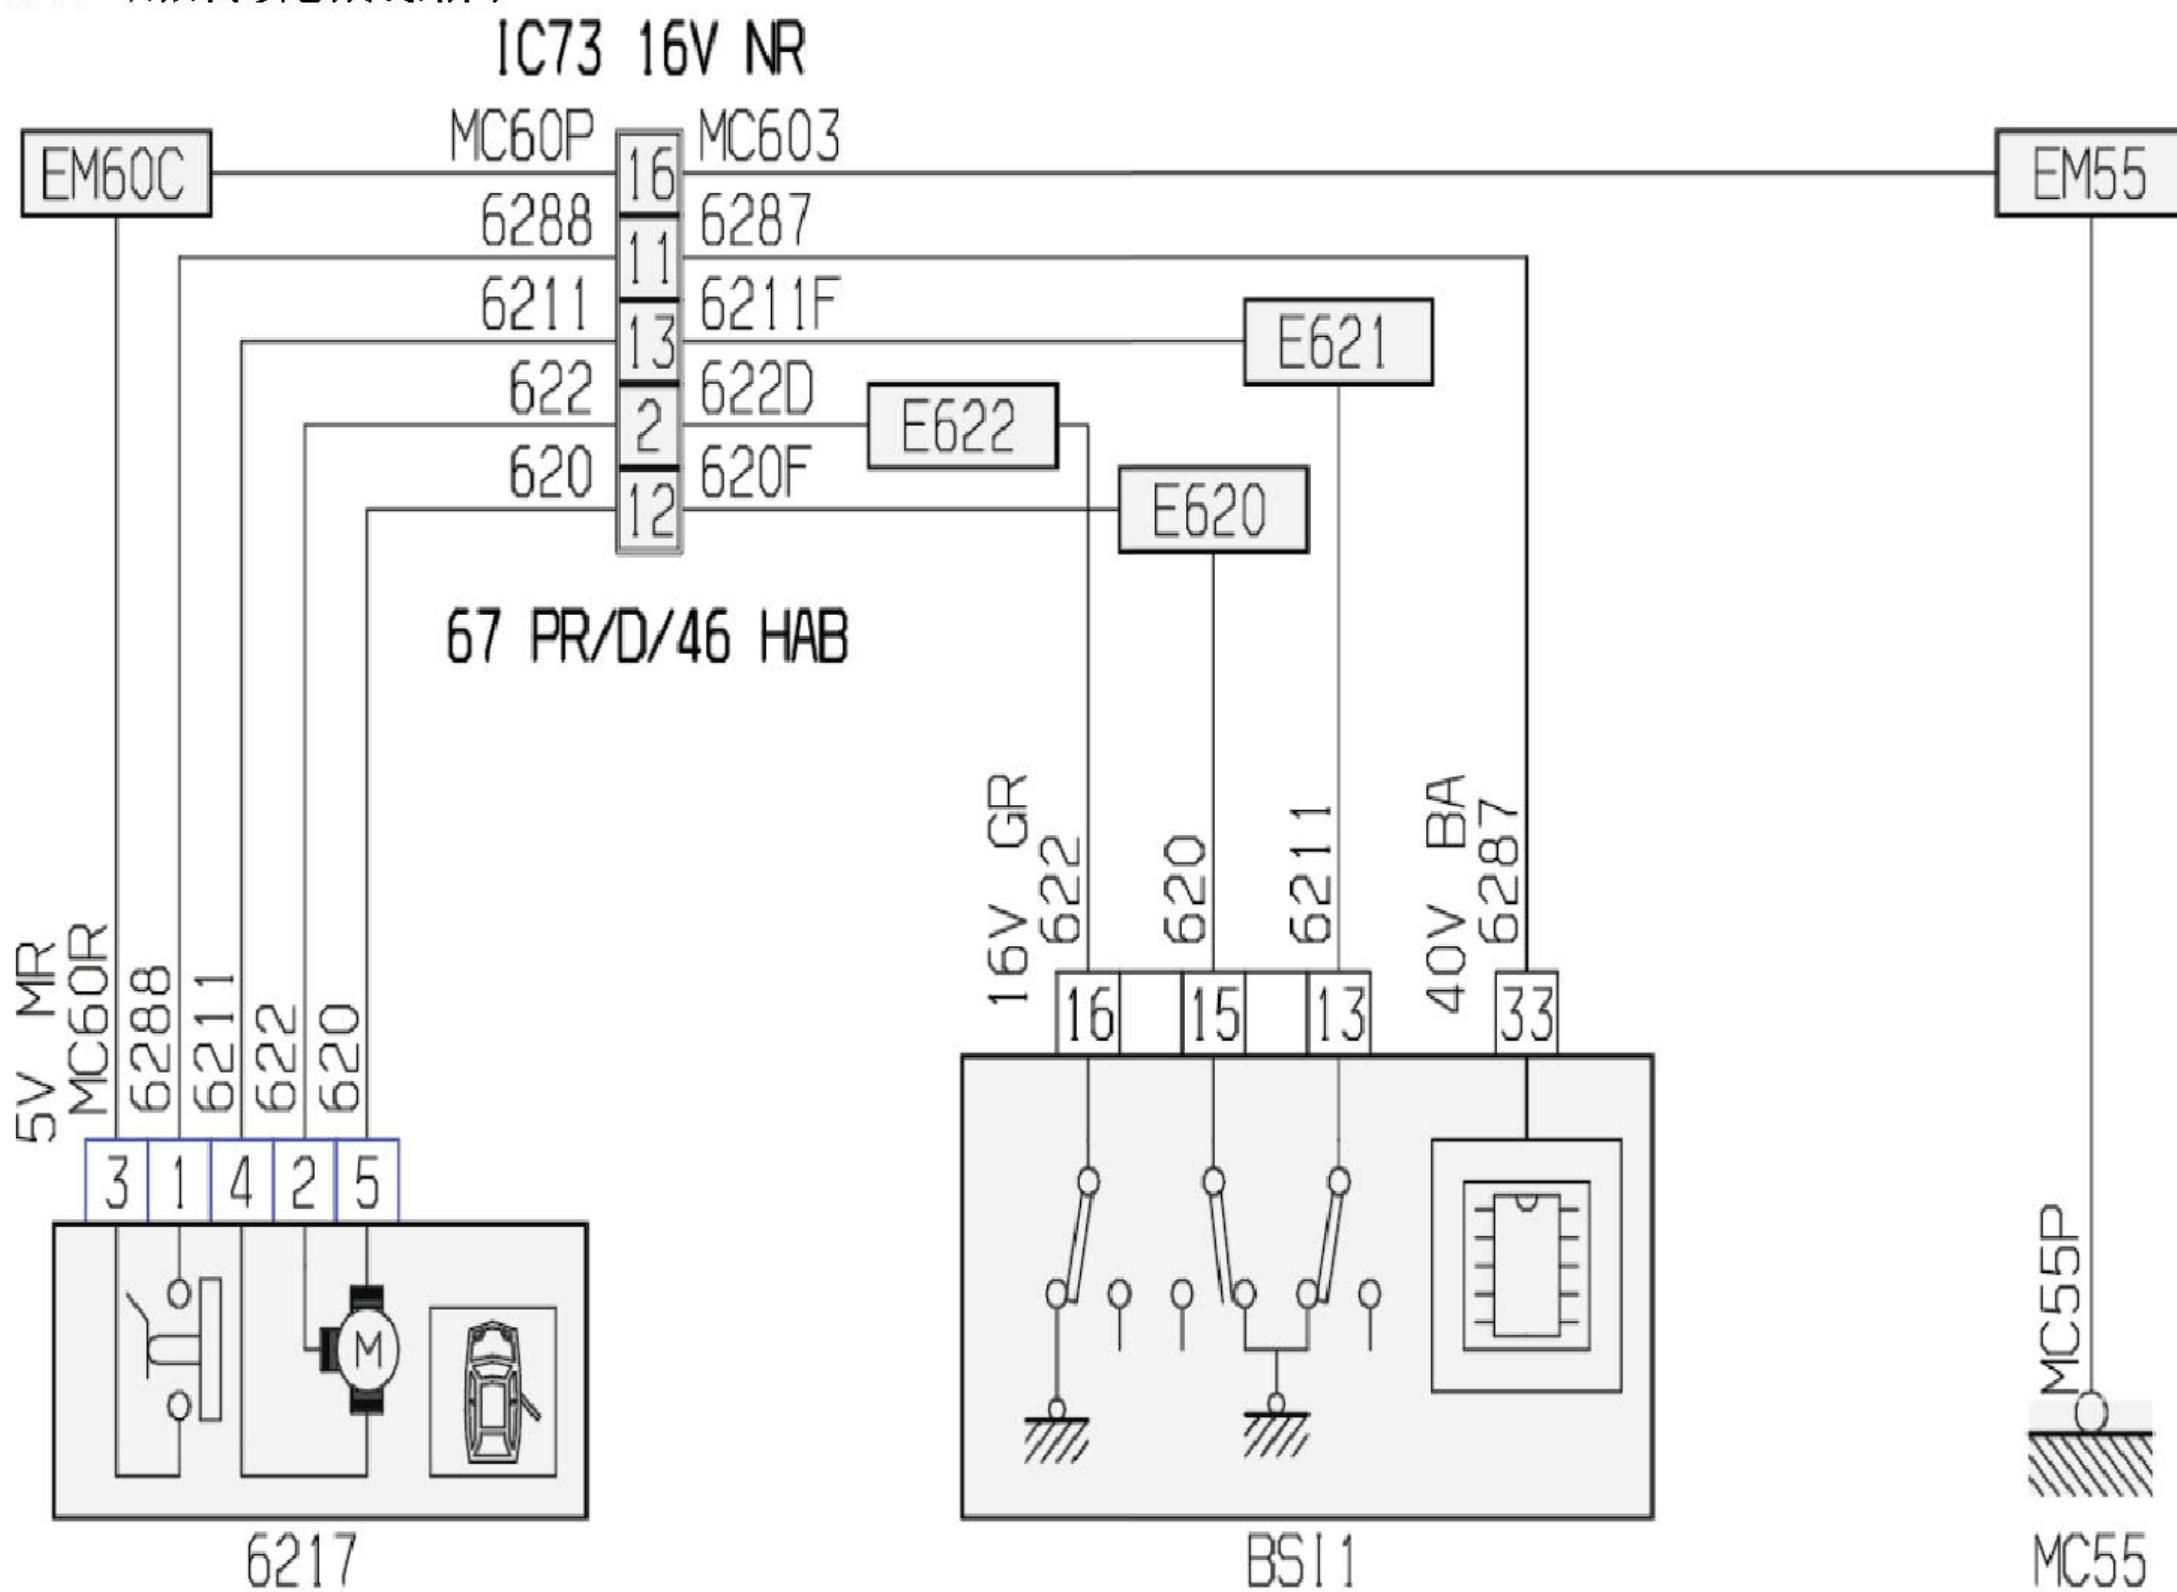 IC73 16V NR
MC60P 16 MC603
EM60C
EM55
6288 11 6287
6211 13 6211F
E621
622 2 622D
E622
620 12 620F
E620
67 PR/D/46 HAB
5V MR
MC60R
6288
6211
622
620
3 1 4 2 5
M
6217
16V GR
622
620
6211
40V BA
6287
16 15 13 33
BSI1
MC55P
MC55